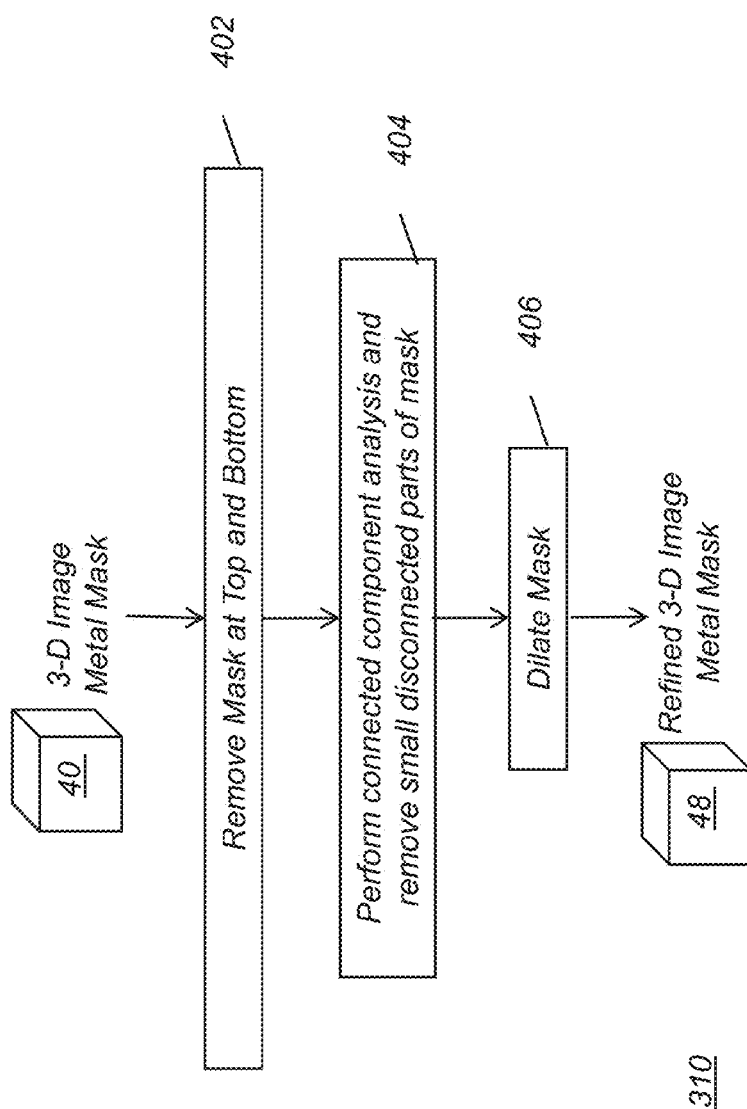 3-D Image
Metal Mask
40
Remove Mask at Top and Bottom
402
Perform connected component analysis and
remove small disconnected parts of mask
404
Dilate Mask
406
Refined 3-D Image
Metal Mask
48
310